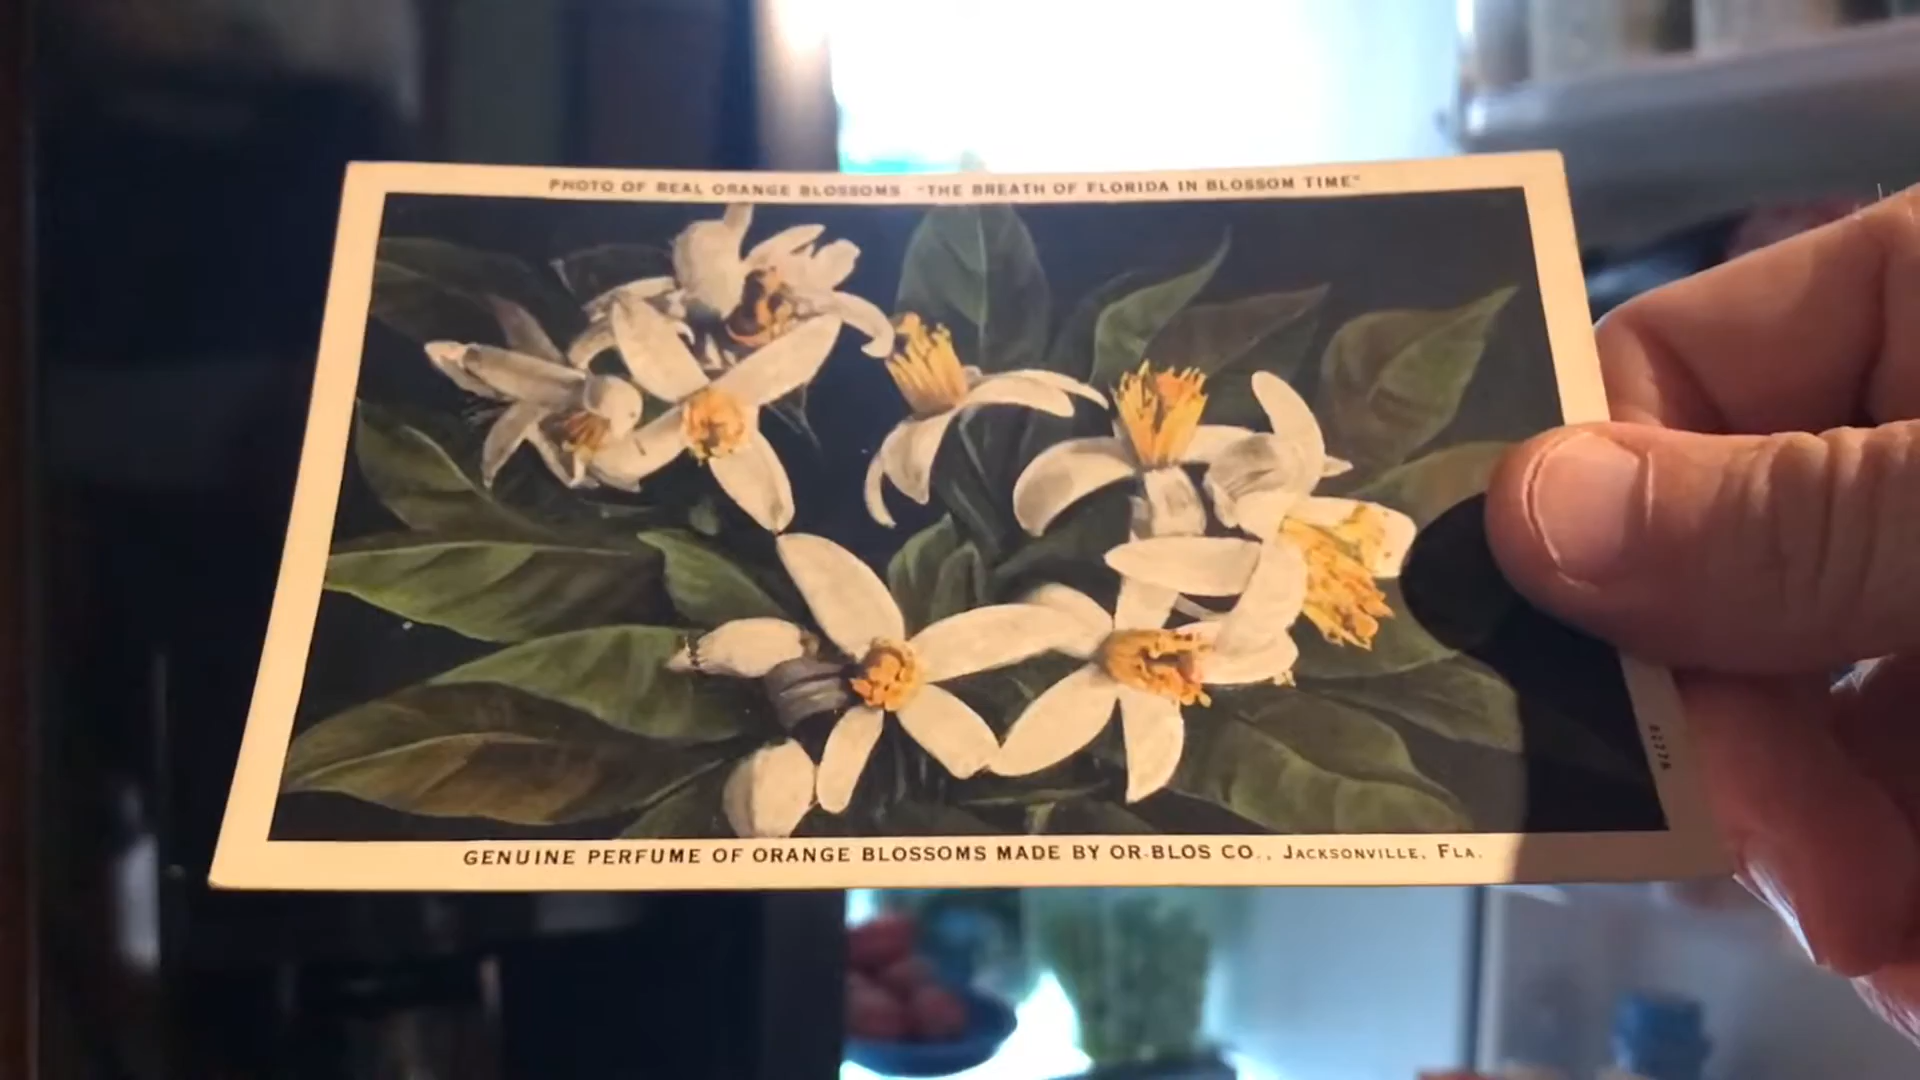 PHOTO OF REAL ORANGE BLOSSOMS "THE BREATH OF FLORIDA IN BLOSSOM TIME"
GENUINE PERFUME OF ORANGE BLOSSOMS MADE BY OR-BLOS CO., JACKSONVILLE, FLA.